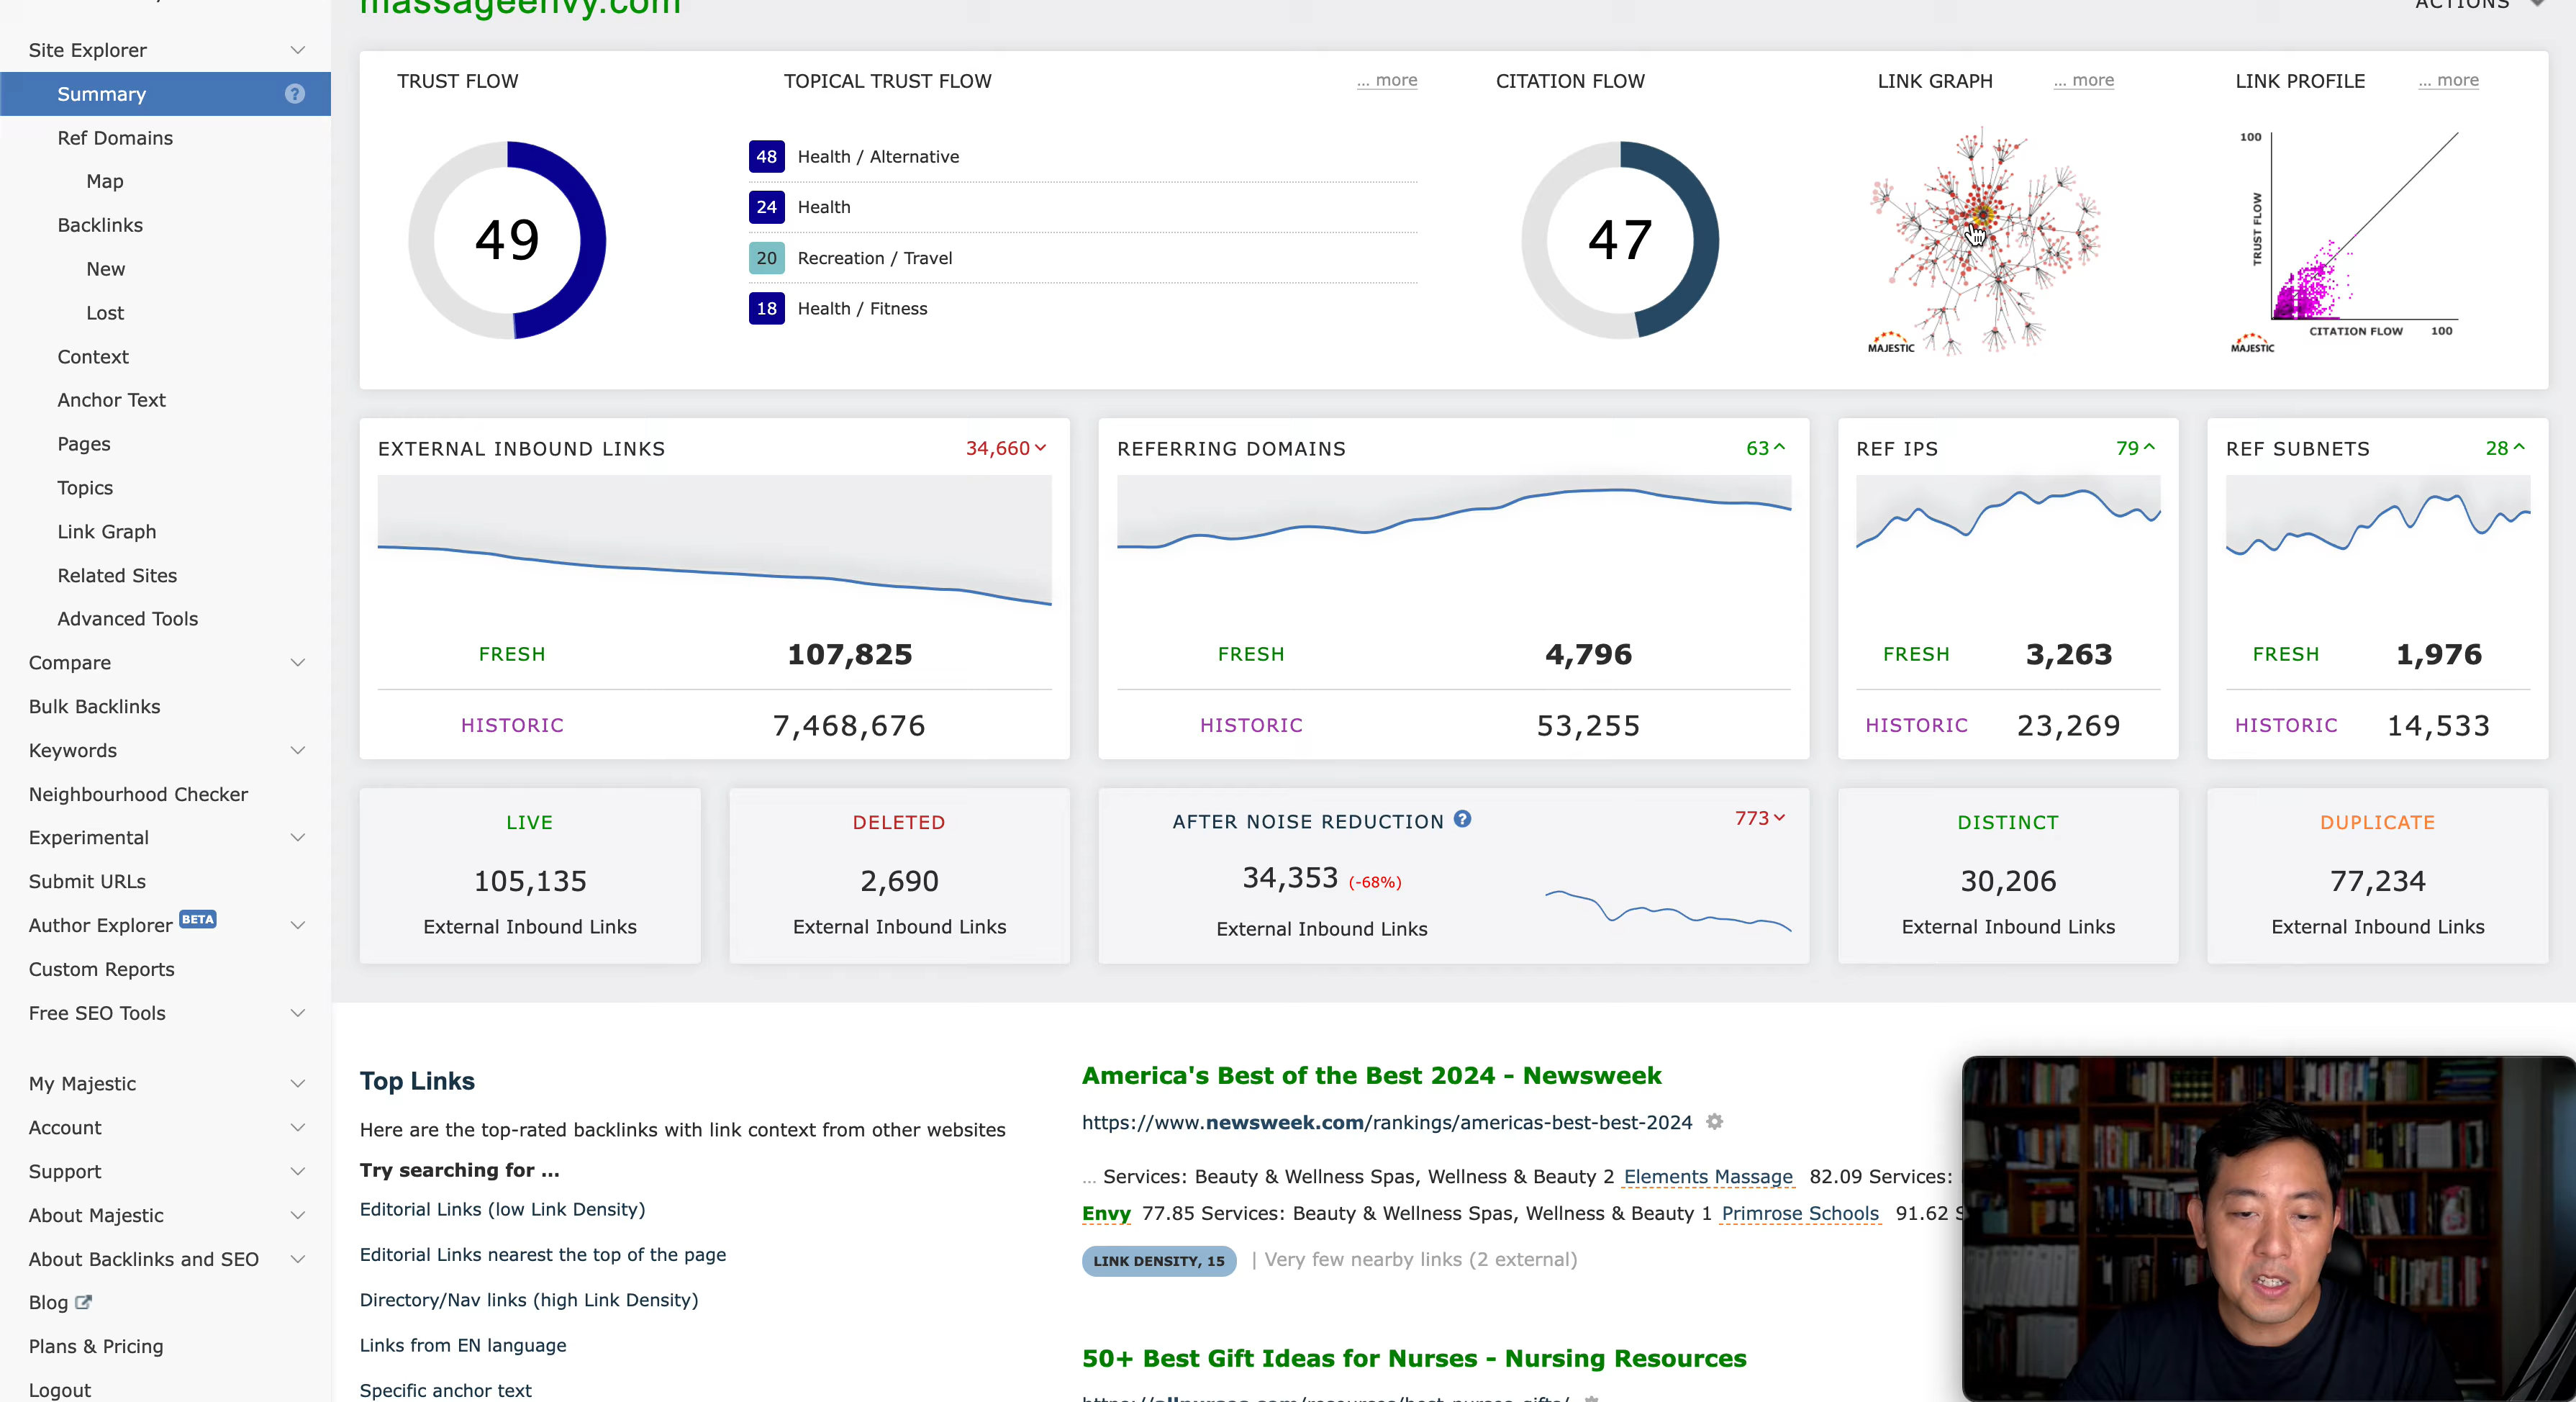 massageenvy.com
ACTIONS
Site Explorer
Summary ?
Ref Domains
Map
Backlinks
New
Lost
Context
Anchor Text
Pages
Topics
Link Graph
Related Sites
Advanced Tools
Compare
Bulk Backlinks
Keywords
Neighbourhood Checker
Experimental
Submit URLs
Author Explorer BETA
Custom Reports
Free SEO Tools
My Majestic
Account
Support
About Majestic
About Backlinks and SEO
Blog
Plans & Pricing
Logout
TRUST FLOW
49
TOPICAL TRUST FLOW ... more
48 Health / Alternative
24 Health
20 Recreation / Travel
18 Health / Fitness
CITATION FLOW
47
LINK GRAPH ... more
MAJESTIC
LINK PROFILE ... more
100
TRUST FLOW
CITATION FLOW 100
MAJESTIC
EXTERNAL INBOUND LINKS 34,660
FRESH 107,825
HISTORIC 7,468,676
REFERRING DOMAINS 63
FRESH 4,796
HISTORIC 53,255
REF IPS 79
FRESH 3,263
HISTORIC 23,269
REF SUBNETS 28
FRESH 1,976
HISTORIC 14,533
LIVE
105,135
External Inbound Links
DELETED
2,690
External Inbound Links
AFTER NOISE REDUCTION ? 773
34,353 (-68%)
External Inbound Links
DISTINCT
30,206
External Inbound Links
DUPLICATE
77,234
External Inbound Links
Top Links
Here are the top-rated backlinks with link context from other websites
Try searching for ...
Editorial Links (low Link Density)
Editorial Links nearest the top of the page
Directory/Nav links (high Link Density)
Links from EN language
Specific anchor text
America's Best of the Best 2024 - Newsweek
https://www.newsweek.com/rankings/americas-best-best-2024
... Services: Beauty & Wellness Spas, Wellness & Beauty 2 Elements Massage 82.09 Services:
Envy 77.85 Services: Beauty & Wellness Spas, Wellness & Beauty 1 Primrose Schools 91.62 S
LINK DENSITY, 15 | Very few nearby links (2 external)
50+ Best Gift Ideas for Nurses - Nursing Resources